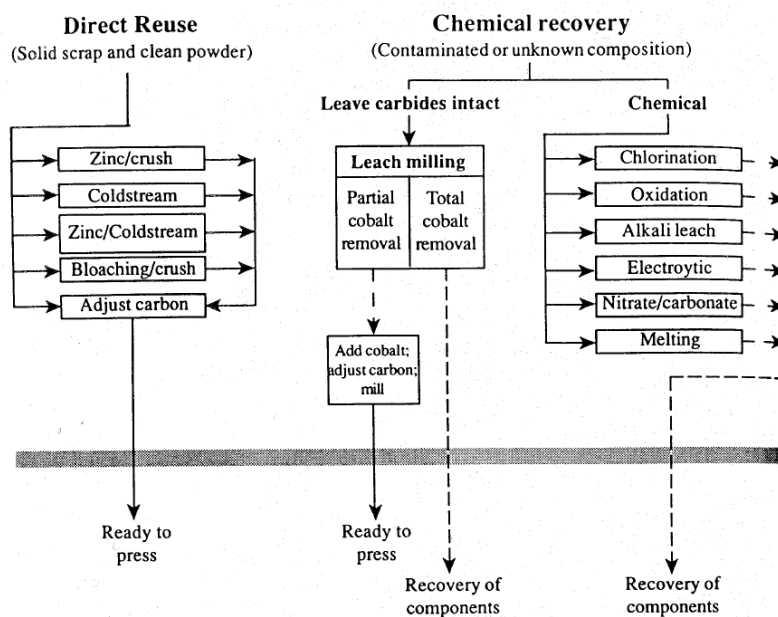 Direct Reuse
(Solid scrap and clean powder)
Zinc/crush
Coldstream
Zinc/Coldstream
Bloaching/crush
Adjust carbon
Ready to
press
Chemical recovery
(Contaminated or unknown composition)
Leave carbides intact
Leach milling
Partial
cobalt
removal
Total
cobalt
removal
Add cobalt;
adjust carbon;
mill
Ready to
press
Recovery of
components
Chemical
Chlorination
Oxidation
Alkali leach
Electroytic
Nitrate/carbonate
Melting
Recovery of
components